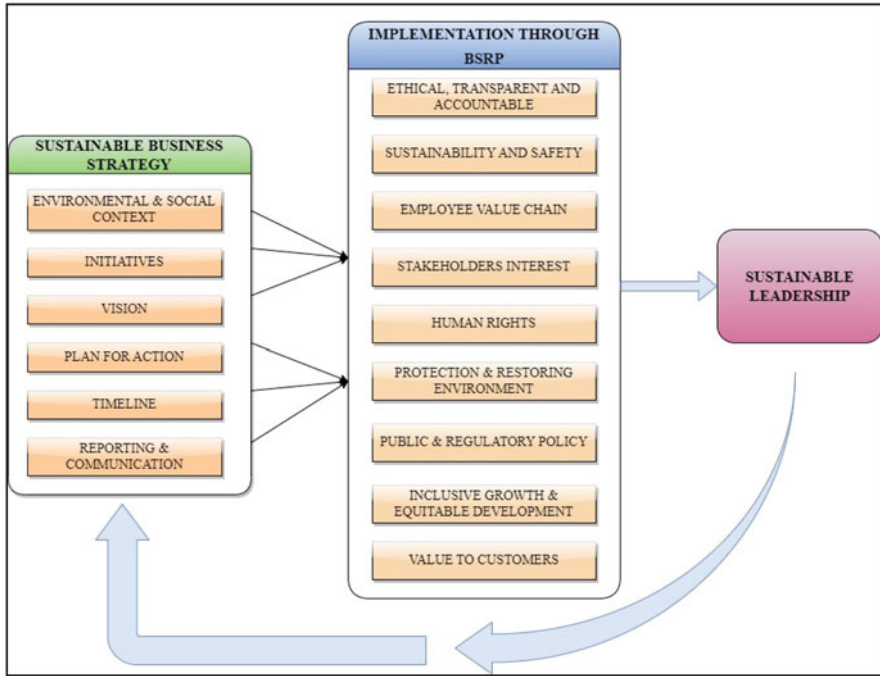 SUSTAINABLE BUSINESS
STRATEGY
ENVIRONMENTAL & SOCIAL
CONTEXT
INITIATIVES
VISION
PLAN FOR ACTION
TIMELINE
REPORTING &
COMMUNICATION
IMPLEMENTATION THROUGH
BSRP
ETHICAL, TRANSPARENT AND
ACCOUNTABLE
SUSTAINABILITY AND SAFETY
EMPLOYEE VALUE CHAIN
STAKEHOLDERS INTEREST
HUMAN RIGHTS
PROTECTION & RESTORING
ENVIRONMENT
PUBLIC & REGULATORY POLICY
INCLUSIVE GROWTH &
EQUITABLE DEVELOPMENT
VALUE TO CUSTOMERS
SUSTAINABLE
LEADERSHIP